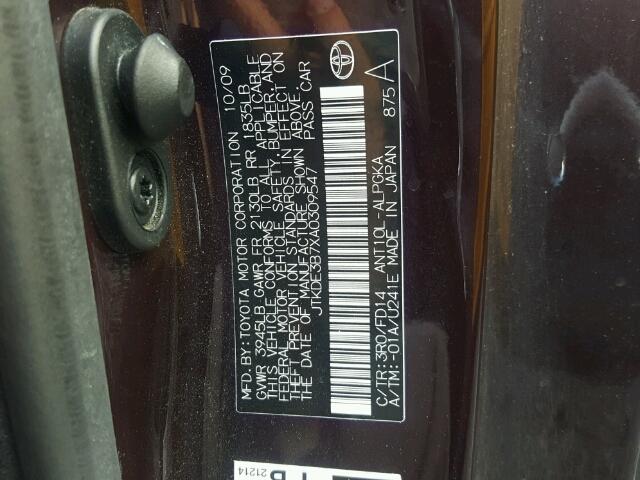 MFD.BY:TOYOTA MOTOR CORPORATION 10/09
GVWR 3945LB GAWR FR 2130LB RR 1835LB
THIS VEHICLE CONFORMS TO ALL APPLICABLE
FEDERAL MOTOR VEHICLE SAFETY, BUMPER, AND
THEFT PREVENTION STANDARDS IN EFFECT ON
THE DATE OF MANUFACTURE SHOWN ABOVE.
JTKDE3B7XA0309547 PASS CAR
C/TR:3R0/FD14 ANT10L-ALPGKA
A/TM:-01A/U241E MADE IN JAPAN 875 A
21214